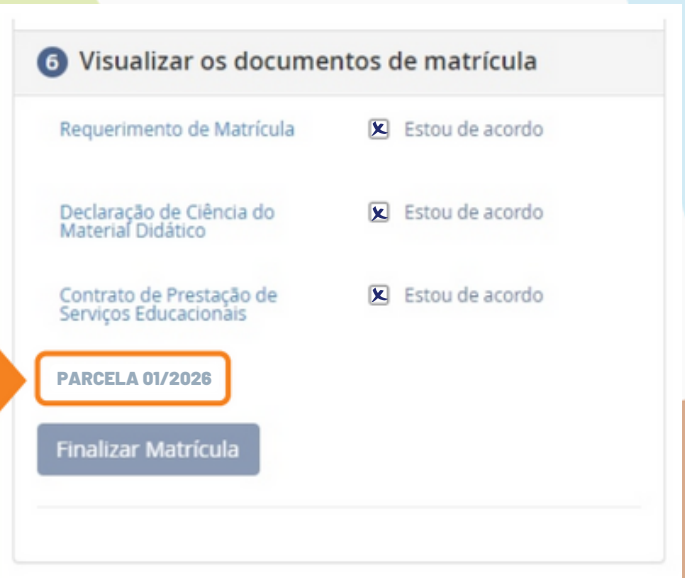 6 Visualizar os documentos de matrícula
Requerimento de Matrícula Estou de acordo
Declaração de Ciência do
Material Didático
Estou de acordo
Contrato de Prestação de
Serviços Educacionais
Estou de acordo
PARCELA 01/2026
Finalizar Matrícula